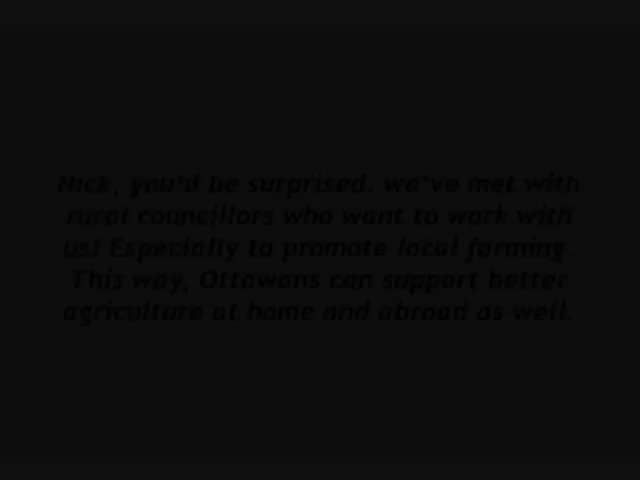 Nick, you'd be surprised: we've met with
rural councillors who want to work with
us! Especially to promote local farming.
This way, Ottawans can support better
agriculture at home and abroad as well.